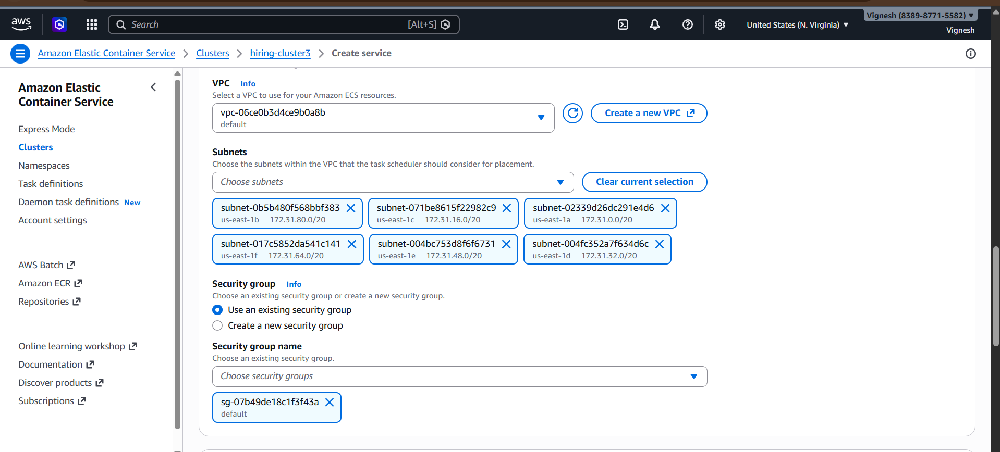 aws
Search
[Alt+S]
United States (N. Virginia)
Vignesh (8389-8771-5582)
Vignesh
Amazon Elastic Container Service
Clusters
hiring-cluster3
Create service
Amazon Elastic
Container Service
Express Mode
Clusters
Namespaces
Task definitions
Daemon task definitions New
Account settings
AWS Batch
Amazon ECR
Repositories
Online learning workshop
Documentation
Discover products
Subscriptions
VPC Info
Select a VPC to use for your Amazon ECS resources.
vpc-06ce0b3d4ce9b0a8b
default
Create a new VPC
Subnets
Choose the subnets within the VPC that the task scheduler should consider for placement.
Choose subnets
Clear current selection
subnet-0b5b480f568bbf383
us-east-1b 172.31.80.0/20
subnet-071be8615f22982c9
us-east-1c 172.31.16.0/20
subnet-02339d26dc291e4d6
us-east-1a 172.31.0.0/20
subnet-017c5852da541c141
us-east-1f 172.31.64.0/20
subnet-004bc753d8f6f6731
us-east-1e 172.31.48.0/20
subnet-004fc352a7f634d6c
us-east-1d 172.31.32.0/20
Security group Info
Choose an existing security group or create a new security group.
Use an existing security group
Create a new security group
Security group name
Choose an existing security group.
Choose security groups
sg-07b49de18c1f3f43a
default